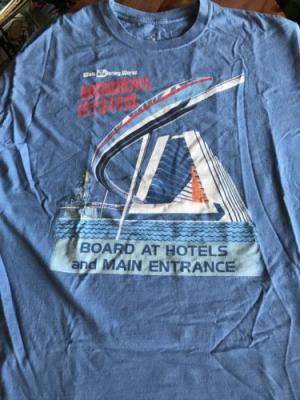 Walt Disney World
MONORAIL
SYSTEM
BOARD AT HOTELS
and MAIN ENTRANCE